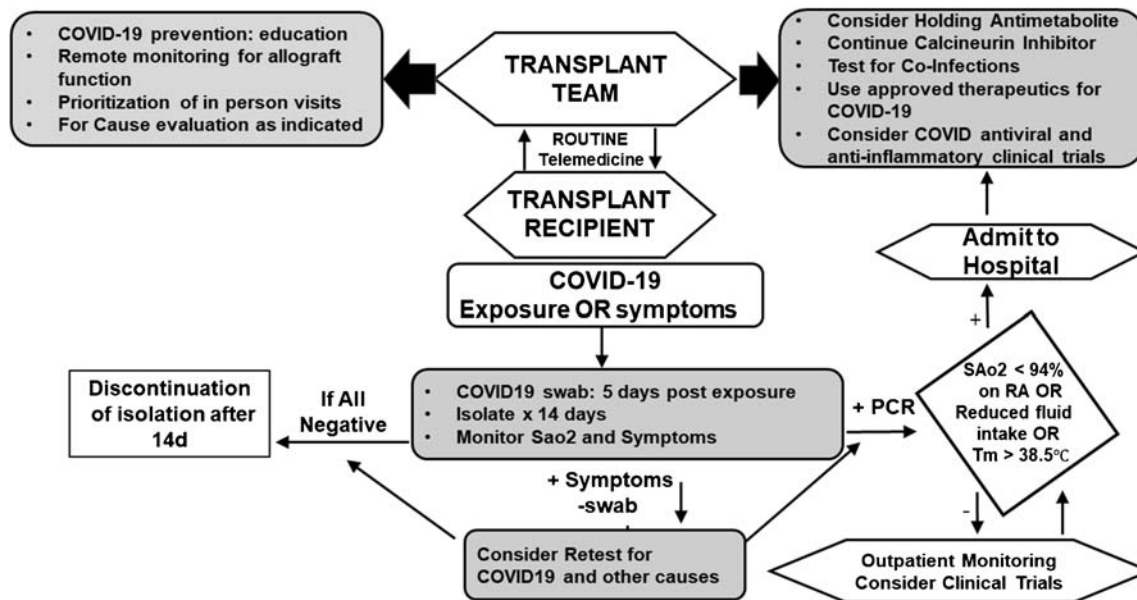 • COVID-19 prevention: education
• Remote monitoring for allograft
function
• Prioritization of in person visits
• For Cause evaluation as indicated
TRANSPLANT
TEAM
• Consider Holding Antimetabolite
• Continue Calcineurin Inhibitor
• Test for Co-Infections
• Use approved therapeutics for
COVID-19
• Consider COVID antiviral and
anti-inflammatory clinical trials
ROUTINE
Telemedicine
TRANSPLANT
RECIPIENT
Admit to
Hospital
COVID-19
Exposure OR symptoms
+
Discontinuation
of isolation after
14d
If All
Negative
• COVID19 swab: 5 days post exposure
• Isolate x 14 days
• Monitor Sao2 and Symptoms
+ PCR
SAo2 < 94%
on RA OR
Reduced fluid
intake OR
Tm > 38.5℃
+ Symptoms
-swab
-
Consider Retest for
COVID19 and other causes
Outpatient Monitoring
Consider Clinical Trials